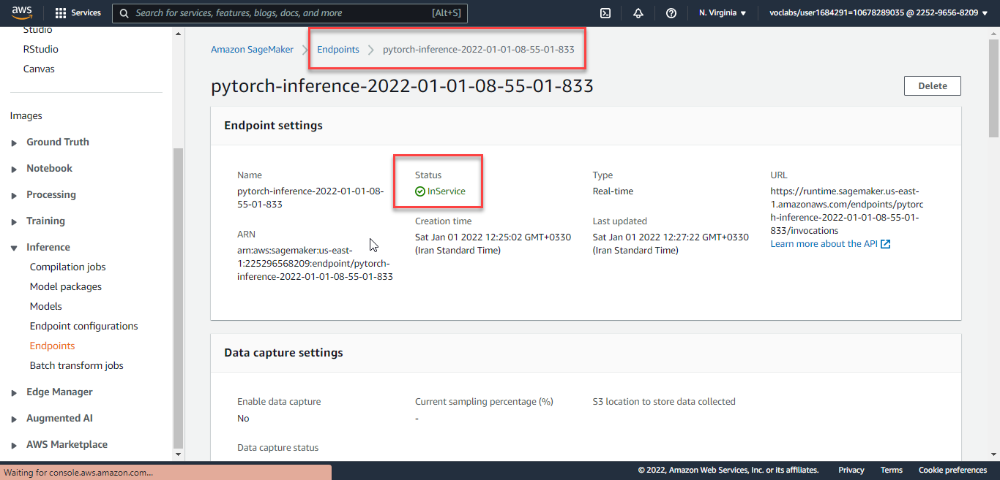 aws
Services
Search for services, features, blogs, docs, and more
[Alt+S]
N. Virginia
voclabs/user1684291=10678289035 @ 2252-9656-8209
Studio
RStudio
Canvas
Images
Ground Truth
Notebook
Processing
Training
Inference
Compilation jobs
Model packages
Models
Endpoint configurations
Endpoints
Batch transform jobs
Edge Manager
Augmented AI
AWS Marketplace
Amazon SageMaker
Endpoints
pytorch-inference-2022-01-01-08-55-01-833
pytorch-inference-2022-01-01-08-55-01-833
Delete
Endpoint settings
Name
pytorch-inference-2022-01-01-08-
55-01-833
ARN
arn:aws:sagemaker:us-east-
1:225296568209:endpoint/pytorch-
inference-2022-01-01-08-55-01-833
Status
InService
Creation time
Sat Jan 01 2022 12:25:02 GMT+0330
(Iran Standard Time)
Type
Real-time
Last updated
Sat Jan 01 2022 12:27:22 GMT+0330
(Iran Standard Time)
URL
https://runtime.sagemaker.us-east-
1.amazonaws.com/endpoints/pytorc
h-inference-2022-01-01-08-55-01-
833/invocations
Learn more about the API
Data capture settings
Enable data capture
No
Current sampling percentage (%)
-
S3 location to store data collected
Data capture status
Waiting for console.aws.amazon.com...
© 2022, Amazon Web Services, Inc. or its affiliates.
Privacy
Terms
Cookie preferences